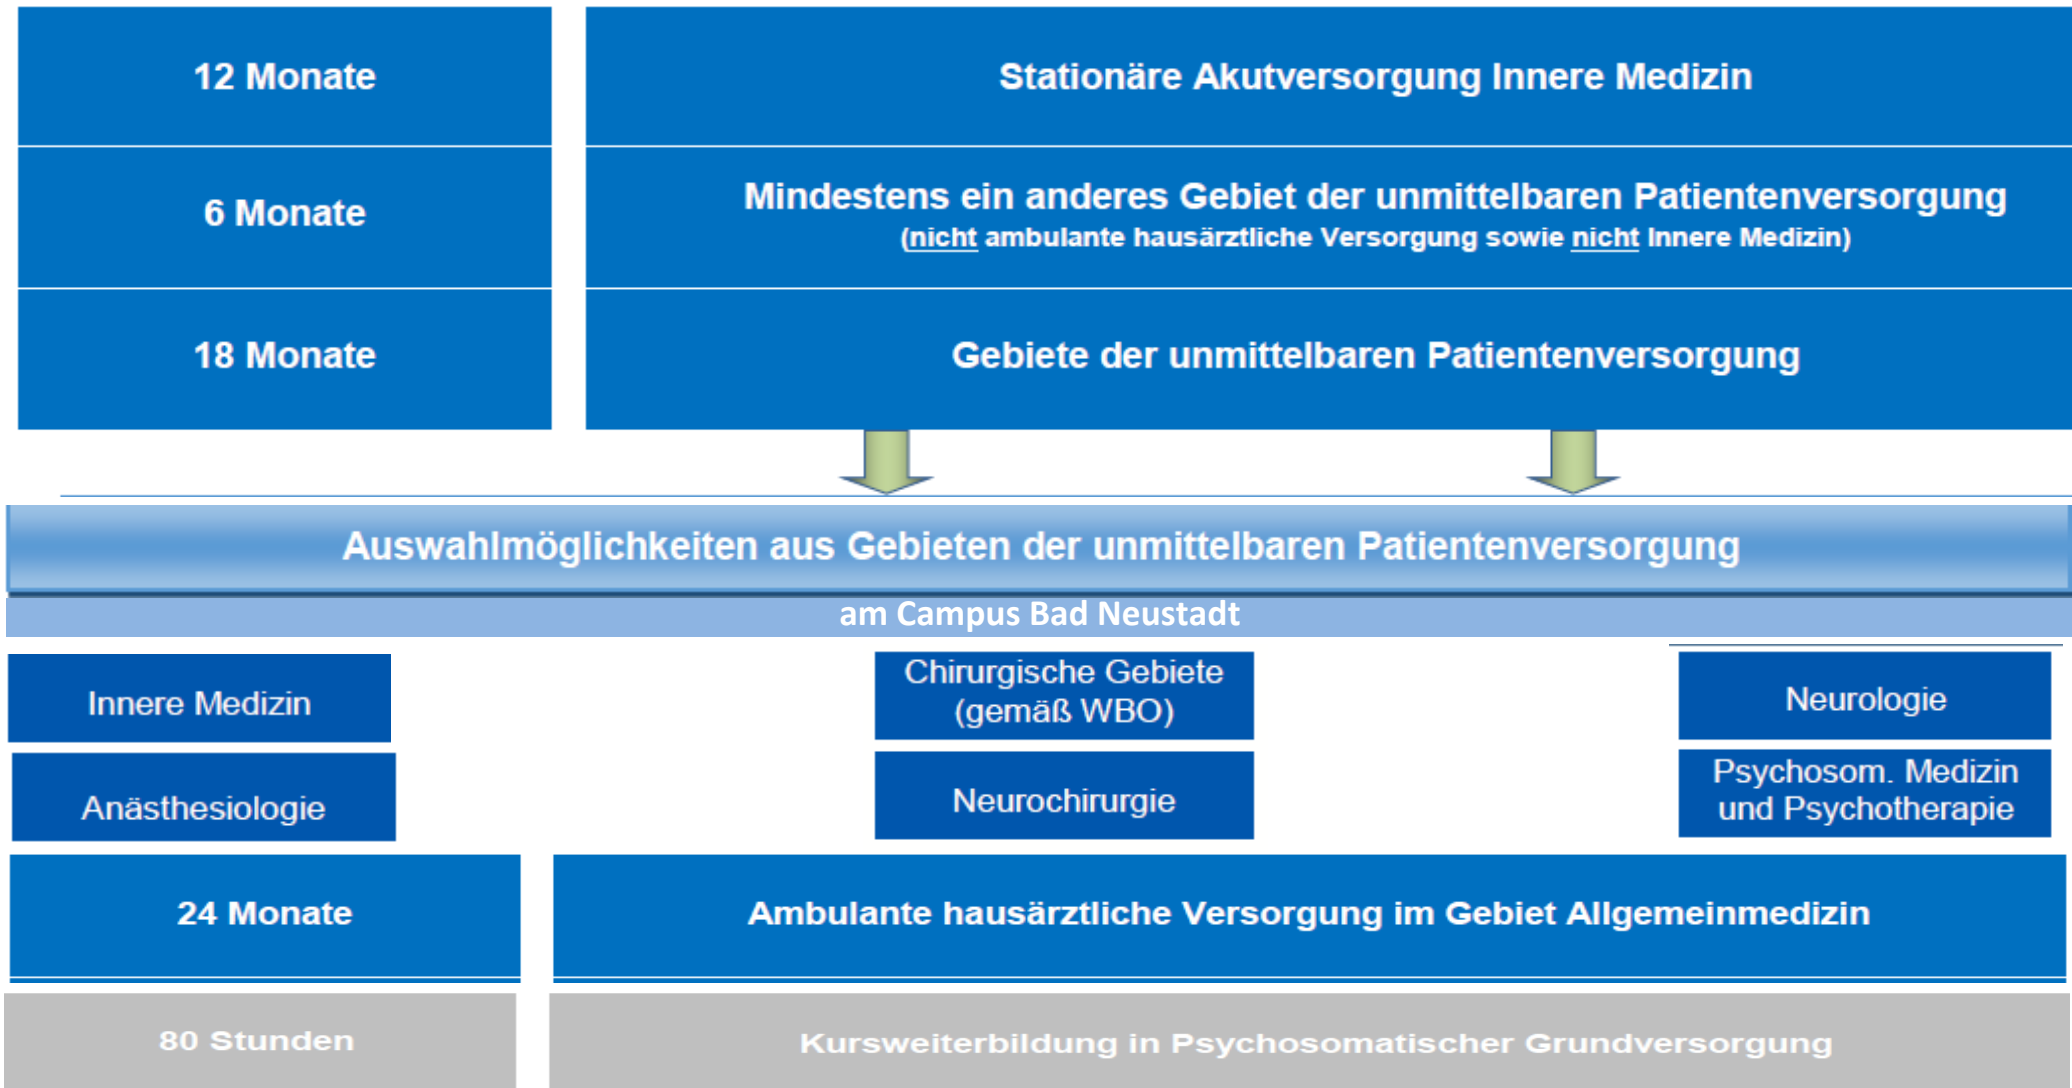 12 Monate
Stationäre Akutversorgung Innere Medizin
6 Monate
Mindestens ein anderes Gebiet der unmittelbaren Patientenversorgung
(nicht ambulante hausärztliche Versorgung sowie nicht Innere Medizin)
18 Monate
Gebiete der unmittelbaren Patientenversorgung
Auswahlmöglichkeiten aus Gebieten der unmittelbaren Patientenversorgung
am Campus Bad Neustadt
Innere Medizin
Chirurgische Gebiete
(gemäß WBO)
Neurologie
Anästhesiologie
Neurochirurgie
Psychosom. Medizin
und Psychotherapie
24 Monate
Ambulante hausärztliche Versorgung im Gebiet Allgemeinmedizin
80 Stunden
Kursweiterbildung in Psychosomatischer Grundversorgung